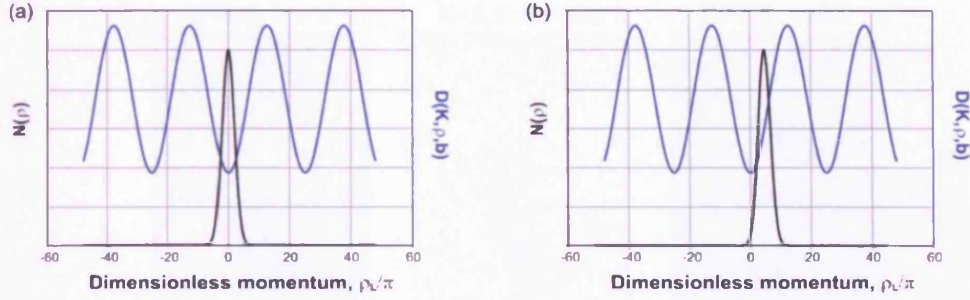 (a)
N(ρ)
D(K,ρ,b)
-60 -40 -20 0 20 40 60
Dimensionless momentum, ρL/π
(b)
N(ρ)
D(K,ρ,b)
-60 -40 -20 0 20 40 60
Dimensionless momentum, ρL/π